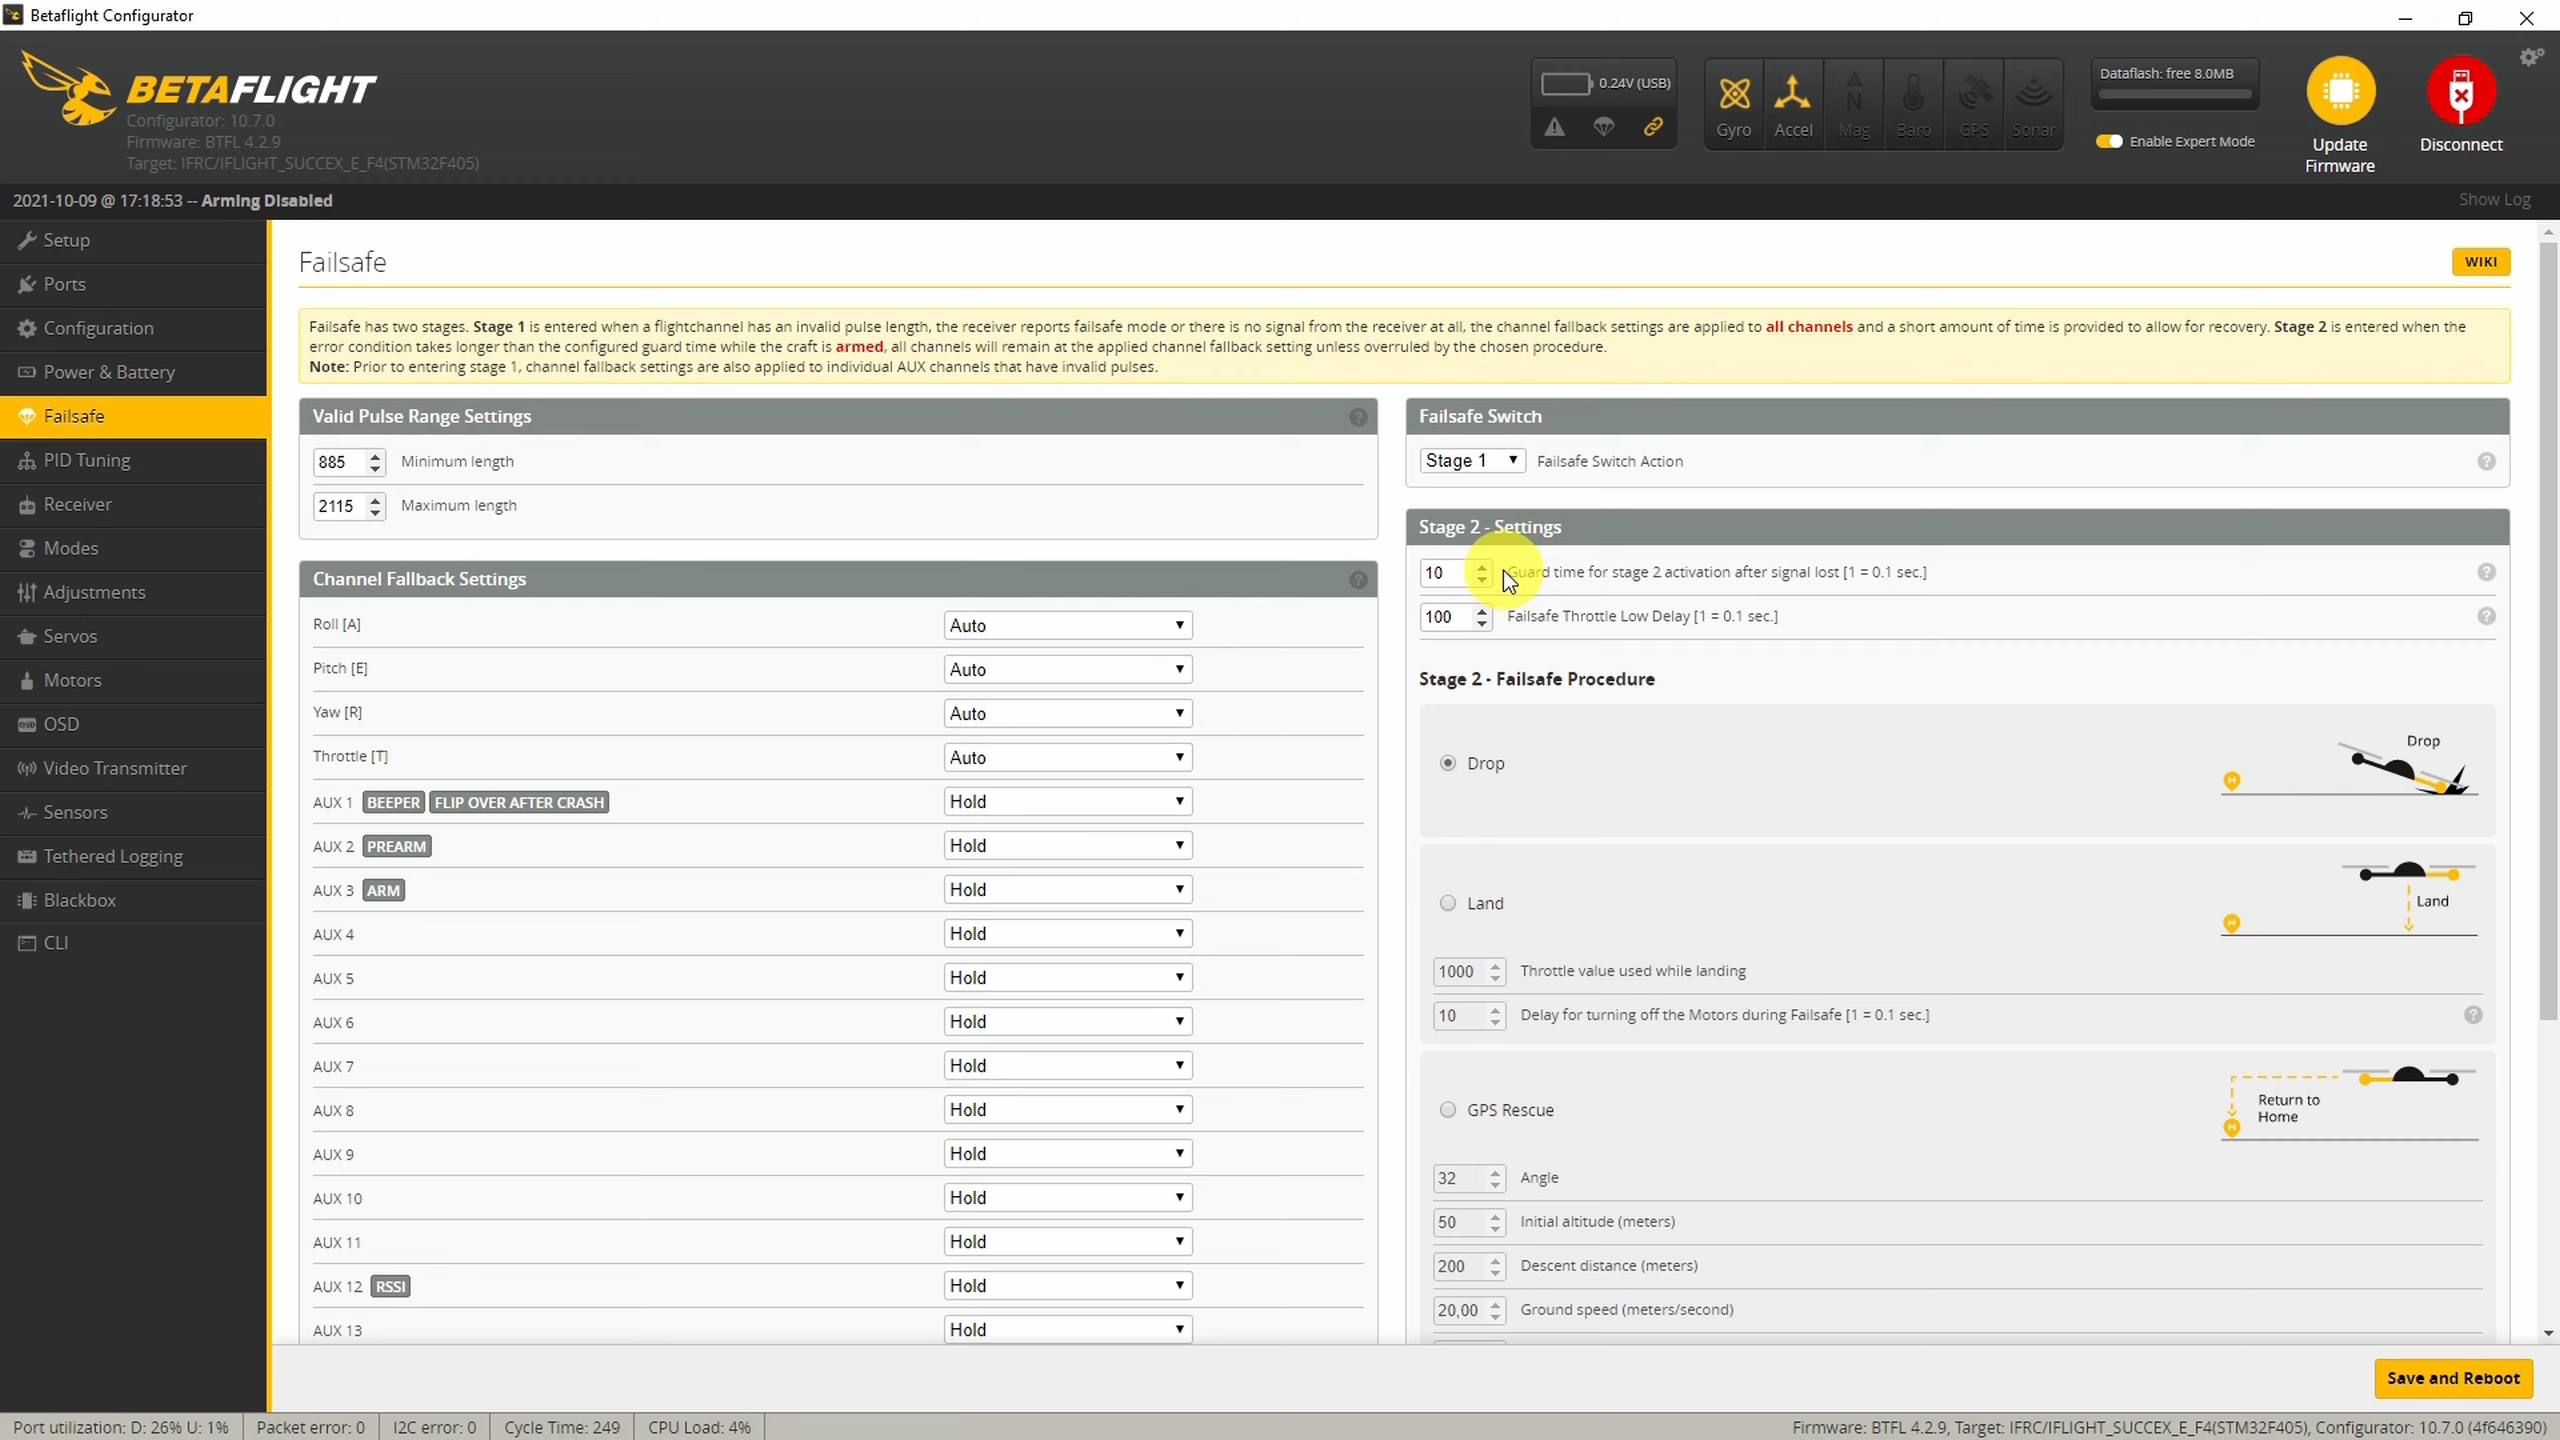 Betaflight Configurator
BETAFLIGHT
Configurator: 10.7.0
Firmware: BTFL 4.2.9
Target: IFRC/IFLIGHT_SUCCEX_E_F4(STM32F405)
0.24V (USB)
Gyro
Accel
Mag
Baro
GPS
Sonar
Dataflash: free 8.0MB
Enable Expert Mode
Update
Firmware
Disconnect
2021-10-09 @ 17:18:53 -- Arming Disabled
Show Log
Setup
Ports
Configuration
Power & Battery
Failsafe
PID Tuning
Receiver
Modes
Adjustments
Servos
Motors
OSD
Video Transmitter
Sensors
Tethered Logging
Blackbox
CLI
Failsafe
WIKI
Failsafe has two stages. Stage 1 is entered when a flightchannel has an invalid pulse length, the receiver reports failsafe mode or there is no signal from the receiver at all, the channel fallback settings are applied to all channels and a short amount of time is provided to allow for recovery. Stage 2 is entered when the
error condition takes longer than the configured guard time while the craft is armed, all channels will remain at the applied channel fallback setting unless overruled by the chosen procedure.
Note: Prior to entering stage 1, channel fallback settings are also applied to individual AUX channels that have invalid pulses.
Valid Pulse Range Settings
885 Minimum length
2115 Maximum length
Channel Fallback Settings
Roll [A] Auto
Pitch [E] Auto
Yaw [R] Auto
Throttle [T] Auto
AUX 1 BEEPER FLIP OVER AFTER CRASH Hold
AUX 2 PREARM Hold
AUX 3 ARM Hold
AUX 4 Hold
AUX 5 Hold
AUX 6 Hold
AUX 7 Hold
AUX 8 Hold
AUX 9 Hold
AUX 10 Hold
AUX 11 Hold
AUX 12 RSSI Hold
AUX 13 Hold
Failsafe Switch
Stage 1 Failsafe Switch Action
Stage 2 - Settings
10 Guard time for stage 2 activation after signal lost [1 = 0.1 sec.]
100 Failsafe Throttle Low Delay [1 = 0.1 sec.]
Stage 2 - Failsafe Procedure
Drop
Drop
Land
Land
1000 Throttle value used while landing
10 Delay for turning off the Motors during Failsafe [1 = 0.1 sec.]
GPS Rescue
Return to
Home
32 Angle
50 Initial altitude (meters)
200 Descent distance (meters)
20,00 Ground speed (meters/second)
Save and Reboot
Port utilization: D: 26% U: 1%
Packet error: 0
I2C error: 0
Cycle Time: 249
CPU Load: 4%
Firmware: BTFL 4.2.9, Target: IFRC/IFLIGHT_SUCCEX_E_F4(STM32F405), Configurator: 10.7.0 (4f646390)